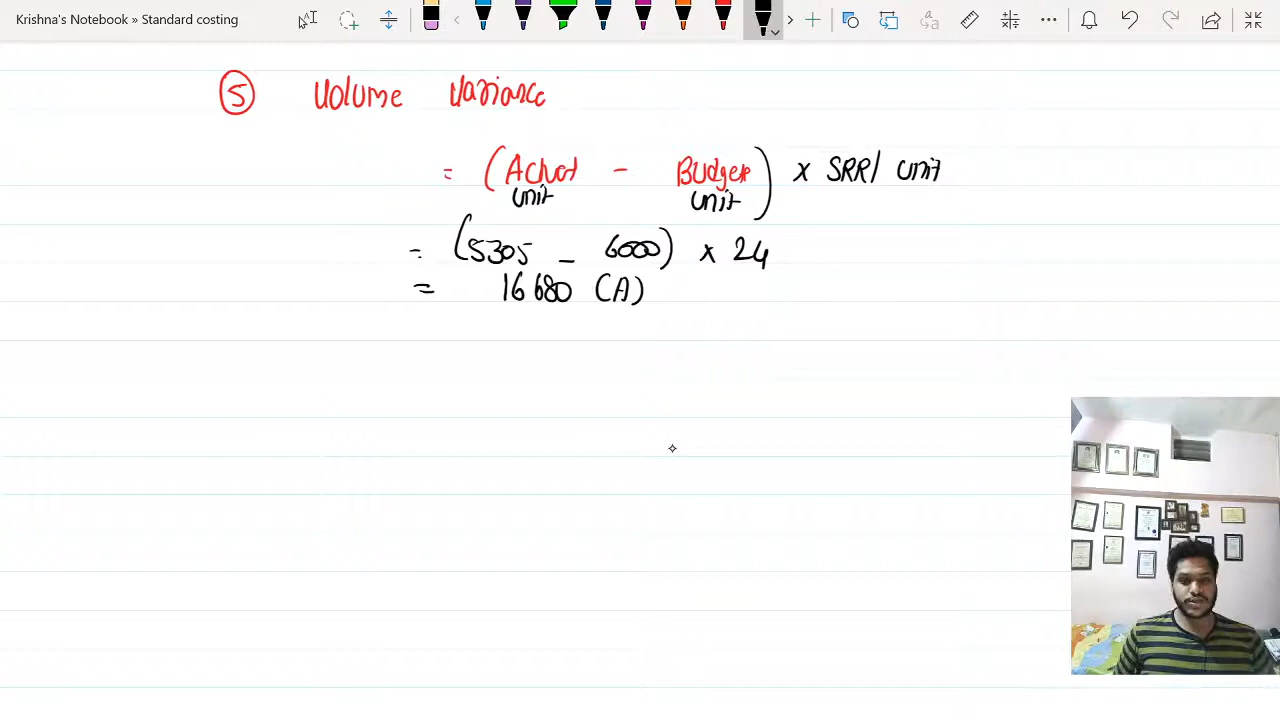 Krishna's Notebook » Standard costing
5 Volume Variance
= (Actual unit - Budget unit) x SRR/ unit
= (5305 - 6000) x 24
= 16680 (A)